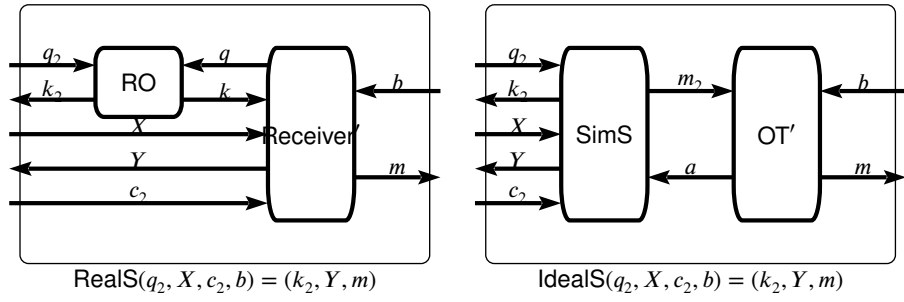 q₂ q
RO
k₂ k b
X Receiver′
Y m
c₂
RealS(q₂, X, c₂, b) = (k₂, Y, m)
q₂
k₂ m₂ b
X SimS OT′
Y a m
c₂
IdealS(q₂, X, c₂, b) = (k₂, Y, m)